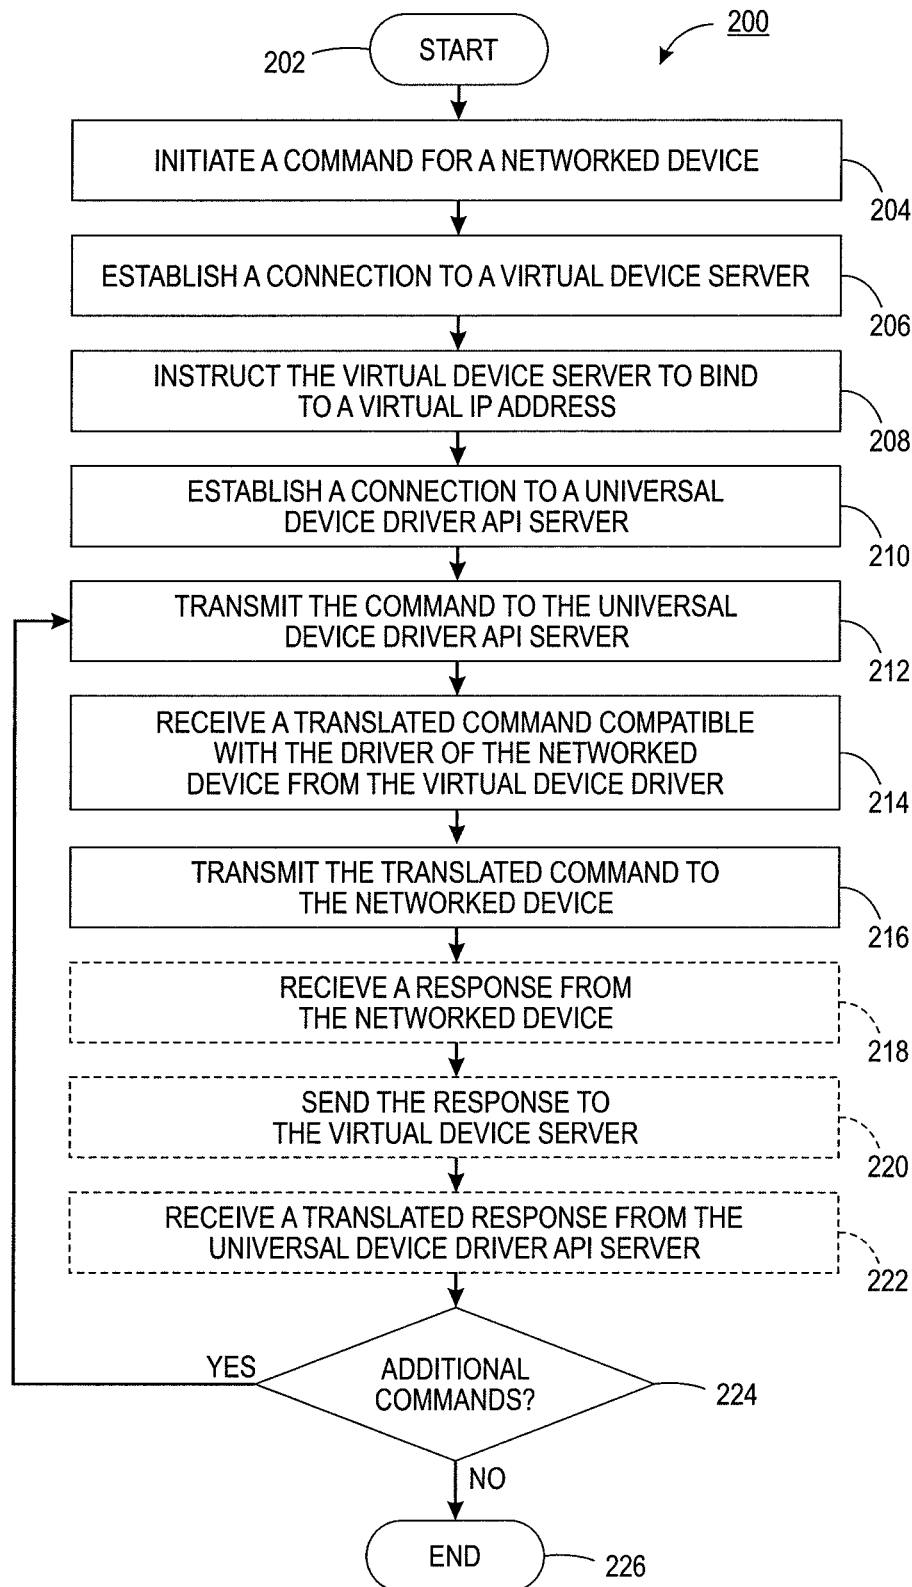 200
START
202
INITIATE A COMMAND FOR A NETWORKED DEVICE
204
ESTABLISH A CONNECTION TO A VIRTUAL DEVICE SERVER
206
INSTRUCT THE VIRTUAL DEVICE SERVER TO BIND
TO A VIRTUAL IP ADDRESS
208
ESTABLISH A CONNECTION TO A UNIVERSAL
DEVICE DRIVER API SERVER
210
TRANSMIT THE COMMAND TO THE UNIVERSAL
DEVICE DRIVER API SERVER
212
RECEIVE A TRANSLATED COMMAND COMPATIBLE
WITH THE DRIVER OF THE NETWORKED
DEVICE FROM THE VIRTUAL DEVICE DRIVER
214
TRANSMIT THE TRANSLATED COMMAND TO
THE NETWORKED DEVICE
216
RECIEVE A RESPONSE FROM
THE NETWORKED DEVICE
218
SEND THE RESPONSE TO
THE VIRTUAL DEVICE SERVER
220
RECEIVE A TRANSLATED RESPONSE FROM THE
UNIVERSAL DEVICE DRIVER API SERVER
222
YES
ADDITIONAL
COMMANDS?
224
NO
END
226